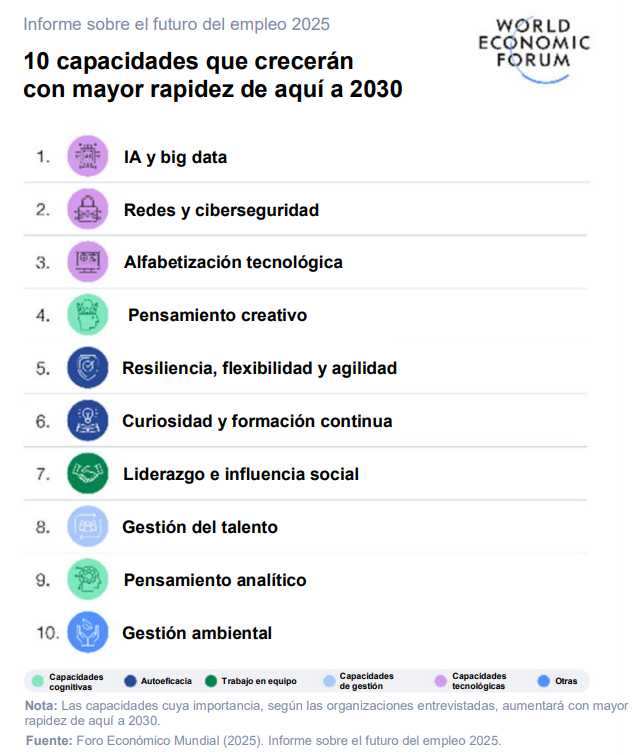 Informe sobre el futuro del empleo 2025
WORLD
ECONOMIC
FORUM
10 capacidades que crecerán
con mayor rapidez de aquí a 2030
1. IA y big data
2. Redes y ciberseguridad
3. Alfabetización tecnológica
4. Pensamiento creativo
5. Resiliencia, flexibilidad y agilidad
6. Curiosidad y formación continua
7. Liderazgo e influencia social
8. Gestión del talento
9. Pensamiento analítico
10. Gestión ambiental
Capacidades
cognitivas
Autoeficacia
Trabajo en equipo
Capacidades
de gestión
Capacidades
tecnológicas
Otras
Nota: Las capacidades cuya importancia, según las organizaciones entrevistadas, aumentará con mayor
rapidez de aquí a 2030.
Fuente: Foro Económico Mundial (2025). Informe sobre el futuro del empleo 2025.